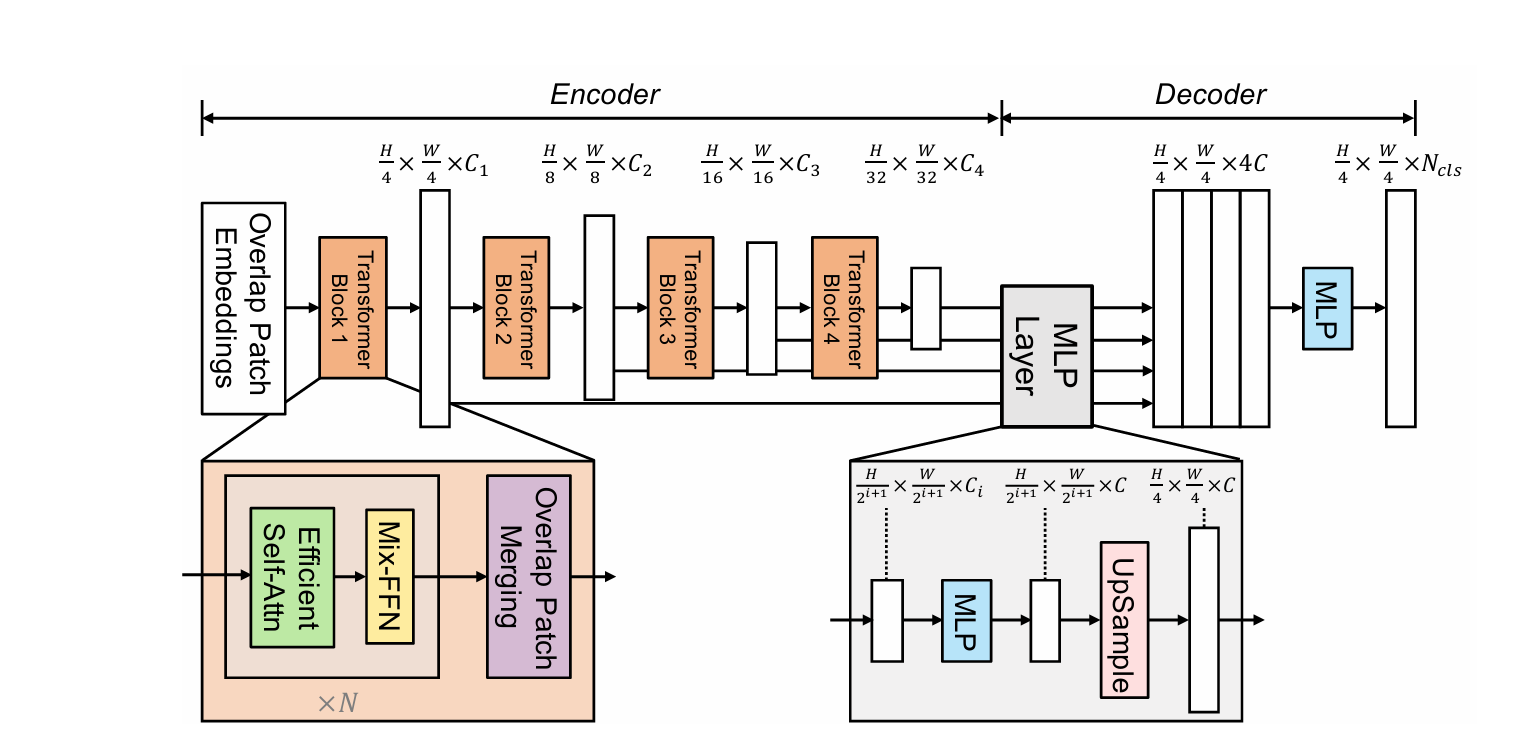 Encoder
Decoder
H/4 × W/4 × C₁
H/8 × W/8 × C₂
H/16 × W/16 × C₃
H/32 × W/32 × C₄
H/4 × W/4 × 4C
H/4 × W/4 × N_cls
Overlap Patch
Embeddings
Transformer
Block 1
Transformer
Block 2
Transformer
Block 3
Transformer
Block 4
MLP
Layer
MLP
Efficient
Self-Attn
Mix-FFN
Overlap Patch
Merging
×N
H/2^{i+1} × W/2^{i+1} × C_i
H/2^{i+1} × W/2^{i+1} × C
H/4 × W/4 × C
MLP
UpSample